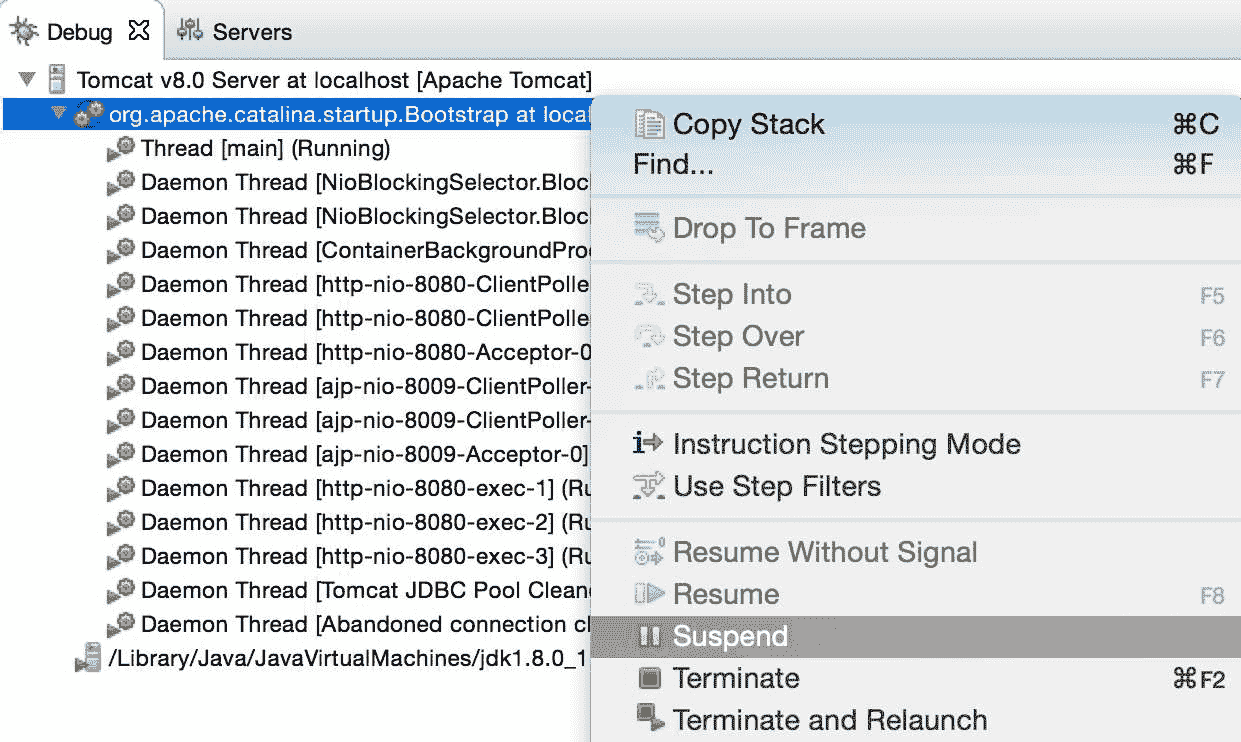 Debug Servers
Tomcat v8.0 Server at localhost [Apache Tomcat]
org.apache.catalina.startup.Bootstrap at local
Thread [main] (Running)
Daemon Thread [NioBlockingSelector.Bloc
Daemon Thread [NioBlockingSelector.Bloc
Daemon Thread [ContainerBackgroundProc
Daemon Thread [http-nio-8080-ClientPolle
Daemon Thread [http-nio-8080-ClientPolle
Daemon Thread [http-nio-8080-Acceptor-0
Daemon Thread [ajp-nio-8009-ClientPoller-
Daemon Thread [ajp-nio-8009-ClientPoller-
Daemon Thread [ajp-nio-8009-Acceptor-0]
Daemon Thread [http-nio-8080-exec-1] (Ru
Daemon Thread [http-nio-8080-exec-2] (Ru
Daemon Thread [http-nio-8080-exec-3] (Ru
Daemon Thread [Tomcat JDBC Pool Clean
Daemon Thread [Abandoned connection cl
/Library/Java/JavaVirtualMachines/jdk1.8.0_1
Copy Stack ⌘C
Find... ⌘F
Drop To Frame
Step Into F5
Step Over F6
Step Return F7
Instruction Stepping Mode
Use Step Filters
Resume Without Signal
Resume F8
Suspend
Terminate ⌘F2
Terminate and Relaunch